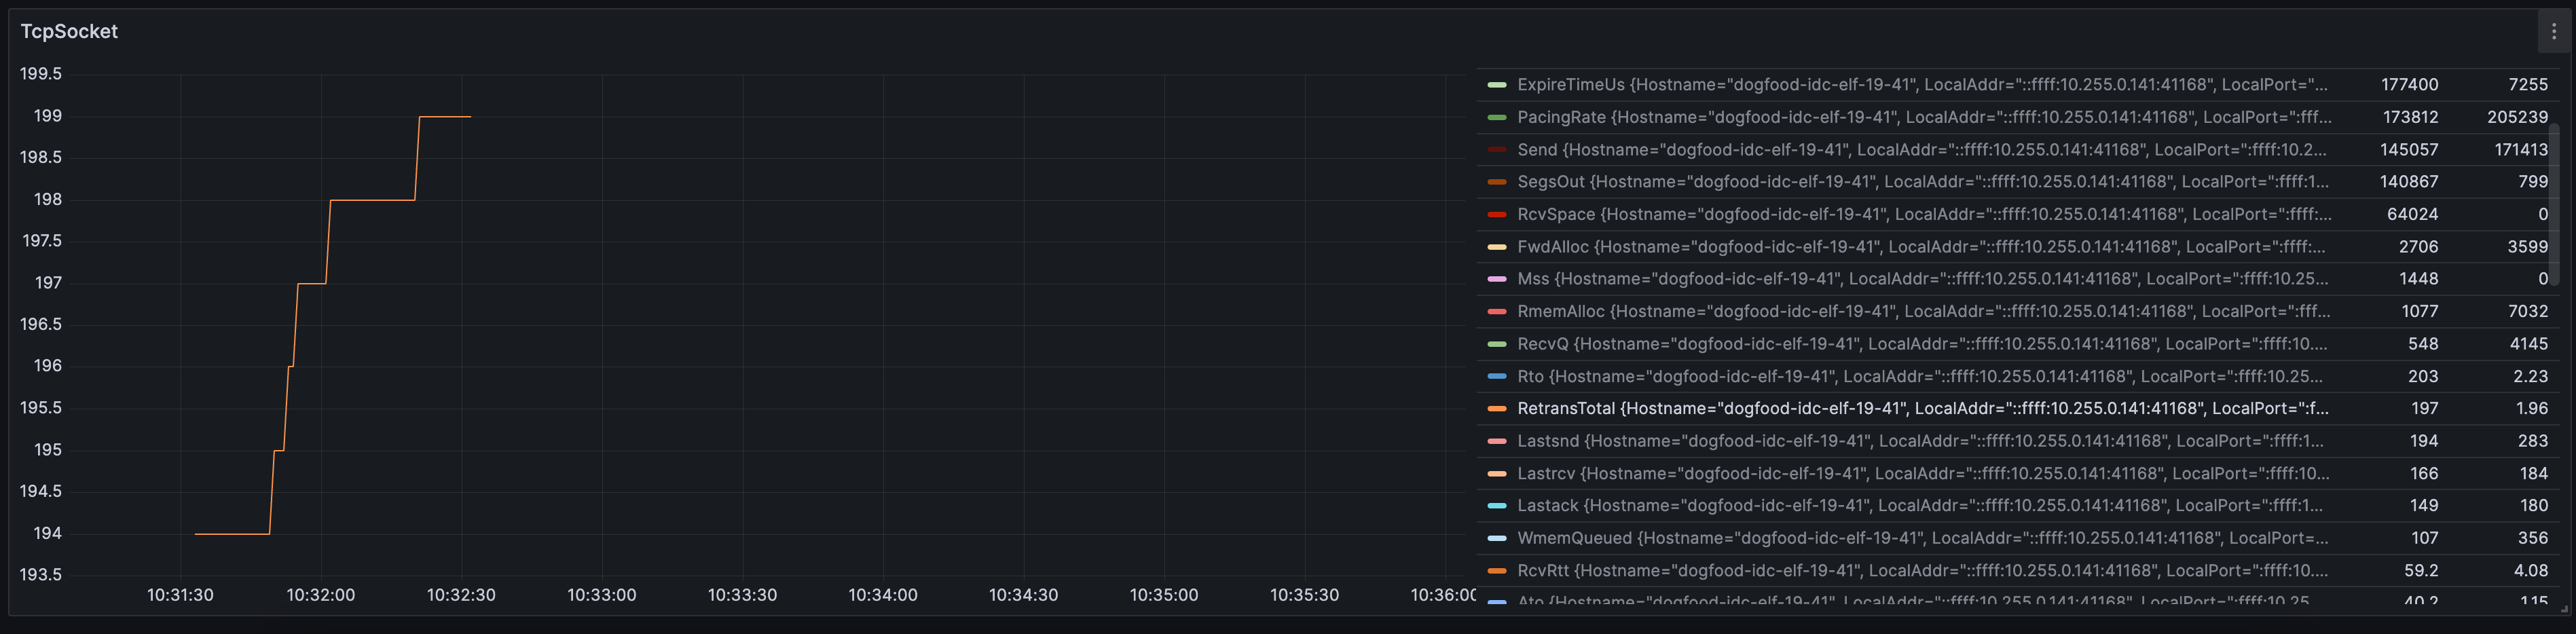 TcpSocket
199.5
199
198.5
198
197.5
197
196.5
196
195.5
195
194.5
194
193.5
10:31:30 10:32:00 10:32:30 10:33:00 10:33:30 10:34:00 10:34:30 10:35:00 10:35:30 10:36:00
ExpireTimeUs {Hostname="dogfood-idc-elf-19-41", LocalAddr="::ffff:10.255.0.141:41168", LocalPort="... 177400 7255
PacingRate {Hostname="dogfood-idc-elf-19-41", LocalAddr="::ffff:10.255.0.141:41168", LocalPort=":fff... 173812 205239
Send {Hostname="dogfood-idc-elf-19-41", LocalAddr="::ffff:10.255.0.141:41168", LocalPort=":ffff:10.2... 145057 171413
SegsOut {Hostname="dogfood-idc-elf-19-41", LocalAddr="::ffff:10.255.0.141:41168", LocalPort=":ffff:1... 140867 799
RcvSpace {Hostname="dogfood-idc-elf-19-41", LocalAddr="::ffff:10.255.0.141:41168", LocalPort=":ffff:... 64024 0
FwdAlloc {Hostname="dogfood-idc-elf-19-41", LocalAddr="::ffff:10.255.0.141:41168", LocalPort=":ffff:... 2706 3599
Mss {Hostname="dogfood-idc-elf-19-41", LocalAddr="::ffff:10.255.0.141:41168", LocalPort=":ffff:10.25... 1448 0
RmemAlloc {Hostname="dogfood-idc-elf-19-41", LocalAddr="::ffff:10.255.0.141:41168", LocalPort=":fff... 1077 7032
RecvQ {Hostname="dogfood-idc-elf-19-41", LocalAddr="::ffff:10.255.0.141:41168", LocalPort=":ffff:10.... 548 4145
Rto {Hostname="dogfood-idc-elf-19-41", LocalAddr="::ffff:10.255.0.141:41168", LocalPort=":ffff:10.25... 203 2.23
RetransTotal {Hostname="dogfood-idc-elf-19-41", LocalAddr="::ffff:10.255.0.141:41168", LocalPort=":f... 197 1.96
Lastsnd {Hostname="dogfood-idc-elf-19-41", LocalAddr="::ffff:10.255.0.141:41168", LocalPort=":ffff:1... 194 283
Lastrcv {Hostname="dogfood-idc-elf-19-41", LocalAddr="::ffff:10.255.0.141:41168", LocalPort=":ffff:10... 166 184
Lastack {Hostname="dogfood-idc-elf-19-41", LocalAddr="::ffff:10.255.0.141:41168", LocalPort=":ffff:1... 149 180
WmemQueued {Hostname="dogfood-idc-elf-19-41", LocalAddr="::ffff:10.255.0.141:41168", LocalPort=... 107 356
RcvRtt {Hostname="dogfood-idc-elf-19-41", LocalAddr="::ffff:10.255.0.141:41168", LocalPort=":ffff:10.... 59.2 4.08
Ato {Hostname="dogfood-idc-elf-19-41", LocalAddr="::ffff:10.255.0.141:41168", LocalPort=":ffff:10.25... 40.2